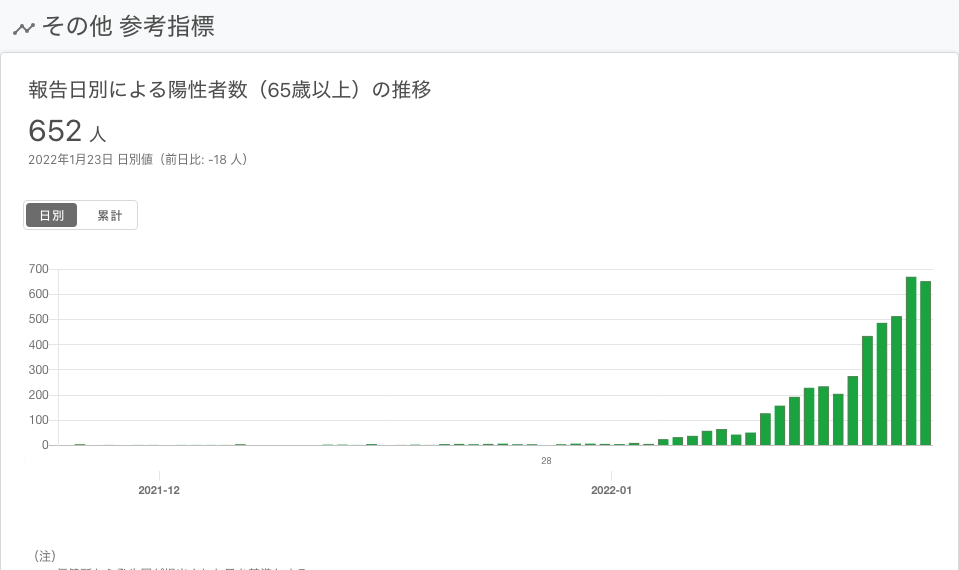 その他 参考指標
報告日別による陽性者数（65歳以上）の推移
652 人
2022年1月23日 日別値（前日比: -18 人）
日別 累計
700
600
500
400
300
200
100
0
28
2021-12 2022-01
（注）